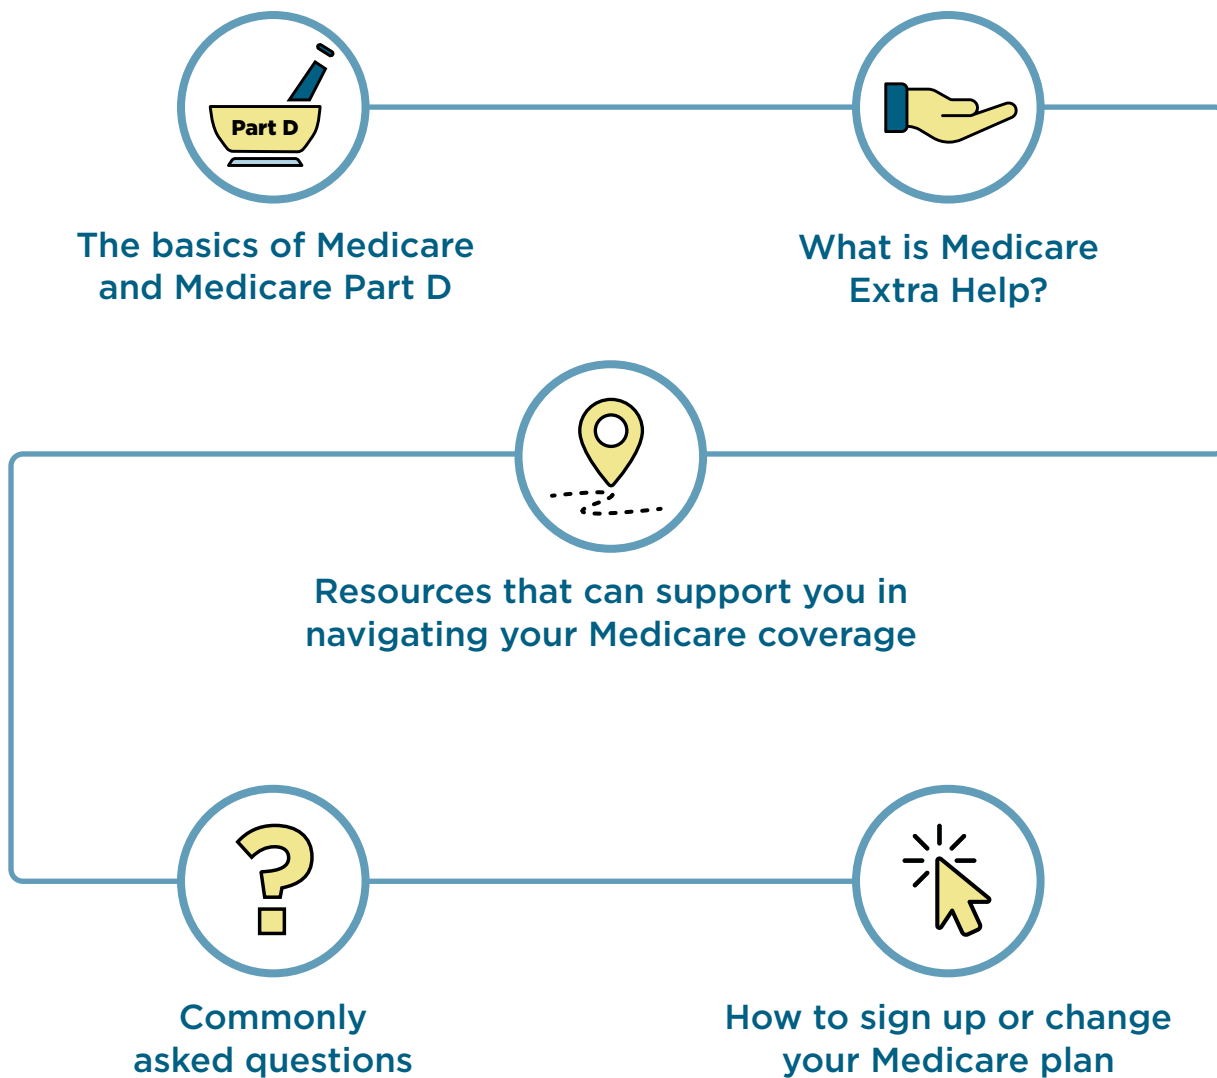 Part D
The basics of Medicare
and Medicare Part D
What is Medicare
Extra Help?
Resources that can support you in
navigating your Medicare coverage
Commonly
asked questions
How to sign up or change
your Medicare plan